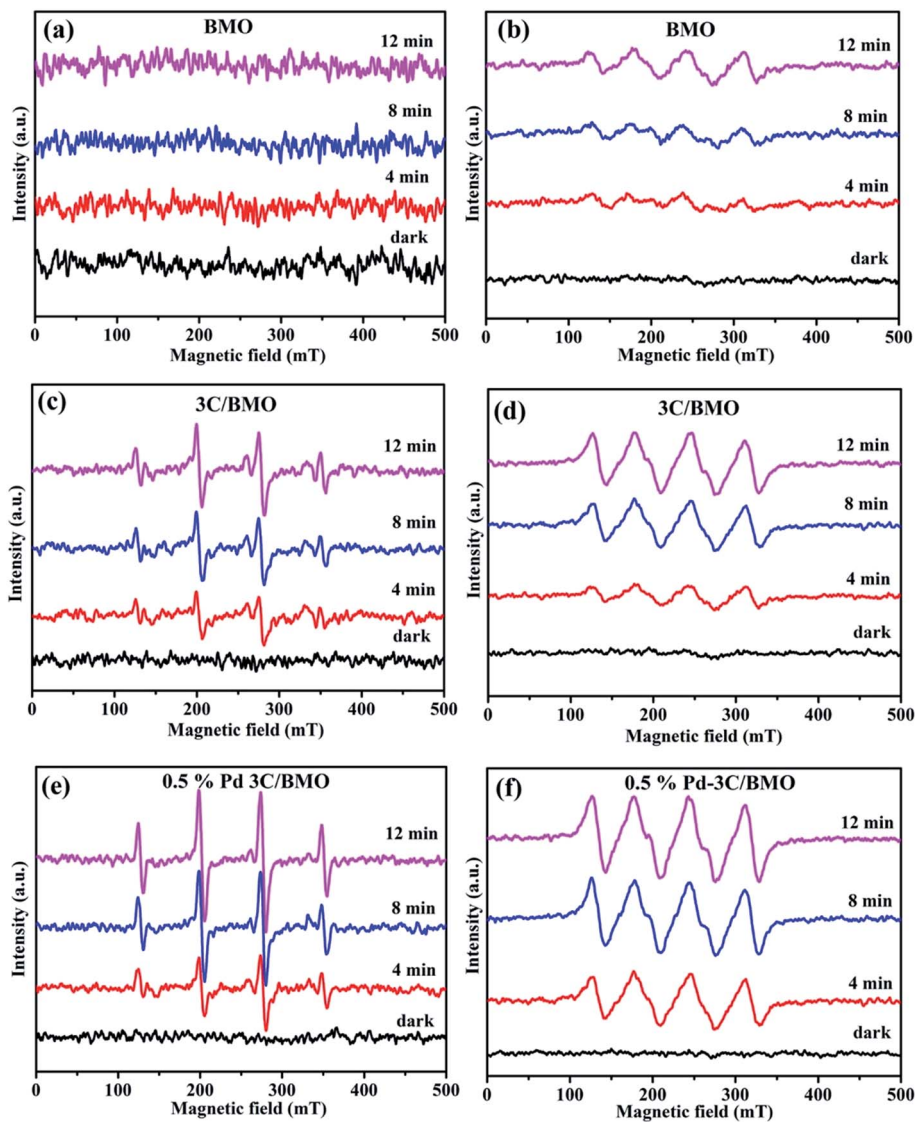 (a) BMO
12 min
8 min
4 min
dark
Intensity (a.u.)
0 100 200 300 400 500
Magnetic field (mT)
(b) BMO
12 min
8 min
4 min
dark
Intensity (a.u.)
0 100 200 300 400 500
Magnetic field (mT)
(c) 3C/BMO
12 min
8 min
4 min
dark
Intensity (a.u.)
0 100 200 300 400 500
Magnetic field (mT)
(d) 3C/BMO
12 min
8 min
4 min
dark
Intensity (a.u.)
0 100 200 300 400 500
Magnetic field (mT)
(e) 0.5 % Pd 3C/BMO
12 min
8 min
4 min
dark
Intensity (a.u.)
0 100 200 300 400 500
Magnetic field (mT)
(f) 0.5 % Pd-3C/BMO
12 min
8 min
4 min
dark
Intensity (a.u.)
0 100 200 300 400 500
Magnetic field (mT)